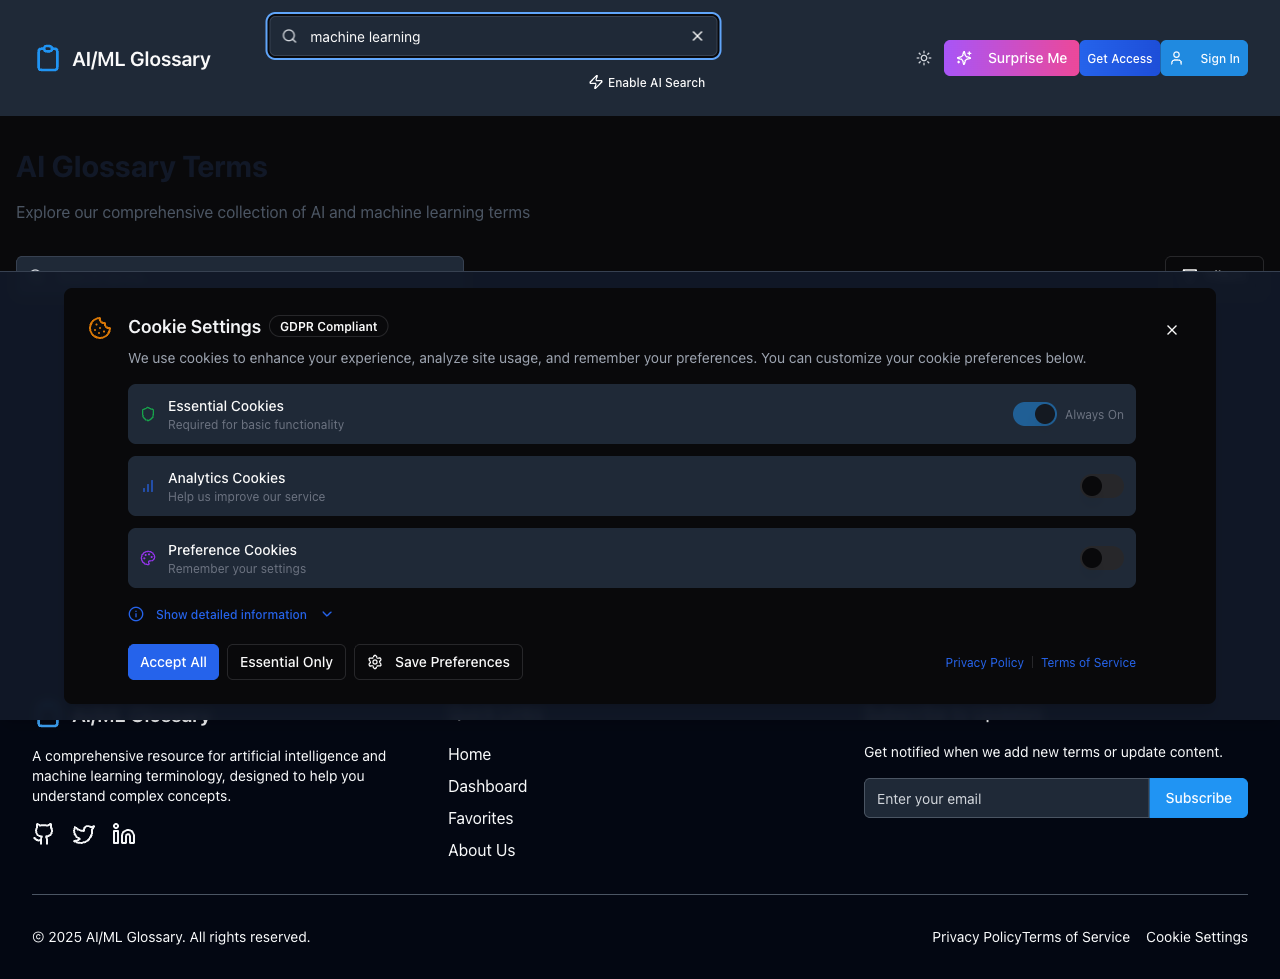 machine learning
AI/ML Glossary
Surprise Me
Get Access
Sign In
Enable AI Search
AI Glossary Terms
Explore our comprehensive collection of AI and machine learning terms
Cookie Settings
GDPR Compliant
We use cookies to enhance your experience, analyze site usage, and remember your preferences. You can customize your cookie preferences below.
Essential Cookies
Required for basic functionality
Always On
Analytics Cookies
Help us improve our service
Preference Cookies
Remember your settings
Show detailed information
Accept All
Essential Only
Save Preferences
Privacy Policy
Terms of Service
AI/ML Glossary
A comprehensive resource for artificial intelligence and
machine learning terminology, designed to help you
understand complex concepts.
Home
Dashboard
Favorites
About Us
Get notified when we add new terms or update content.
Enter your email
Subscribe
© 2025 AI/ML Glossary. All rights reserved.
Privacy Policy
Terms of Service
Cookie Settings